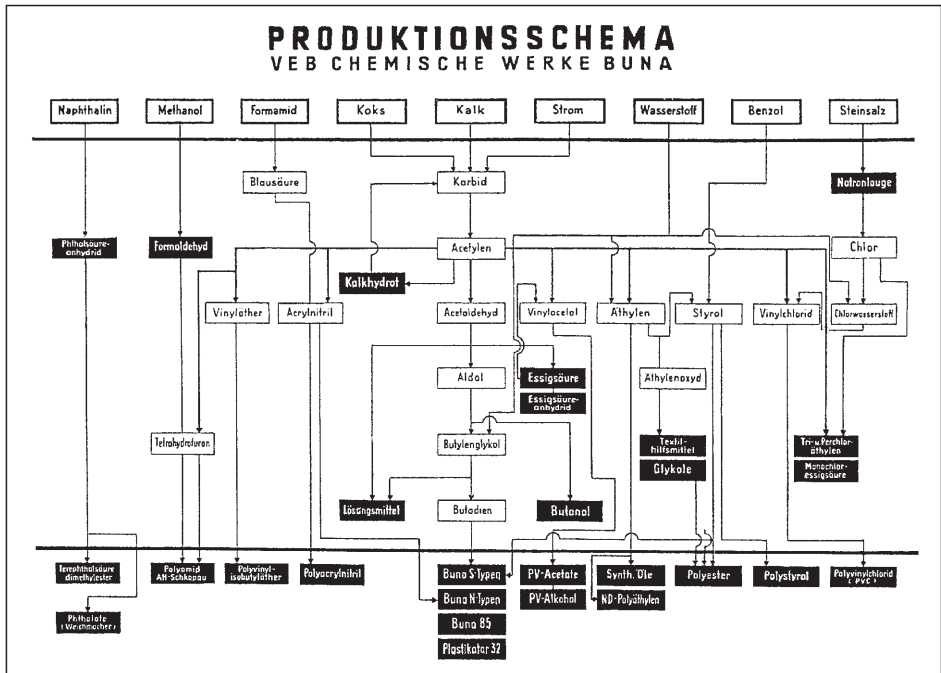 PRODUKTIONSSCHEMA
VEB CHEMISCHE WERKE BUNA
Naphthalin
Methanol
Formamid
Koks
Kalk
Strom
Wasserstoff
Benzol
Steinsalz
Blausäure
Karbid
Natronlauge
Phthalsäure-
anhydrid
Formaldehyd
Acetylen
Chlor
Kalkhydrat
Vinyläther
Acrylnitril
Acetaldehyd
Vinylacetat
Äthylen
Styrol
Vinylchlorid
Chlorwasserstoff
Aldol
Essigsäure
Essigsäure-
anhydrid
Äthylenoxyd
Tetrahydrofuran
Butylenglykol
Textil-
hilfsmittel
Glykole
Tri-u.Perchlor-
äthylen
Monochlor-
essigsäure
Lösungsmittel
Butadien
Butanol
Terephthalsäure
dimethylester
Polyamid
AH-Schkopau
Polyvinyl-
isobutyläther
Polyacrylnitril
Buna S-Typen
PV-Acetate
Synth. Öle
Polyester
Polystyrol
Polyvinylchlorid
(PVC)
Buna N-Typen
PV-Alkohol
ND-Polyäthylen
Phthalate
(Weichmacher)
Buna 85
Plastikator 32